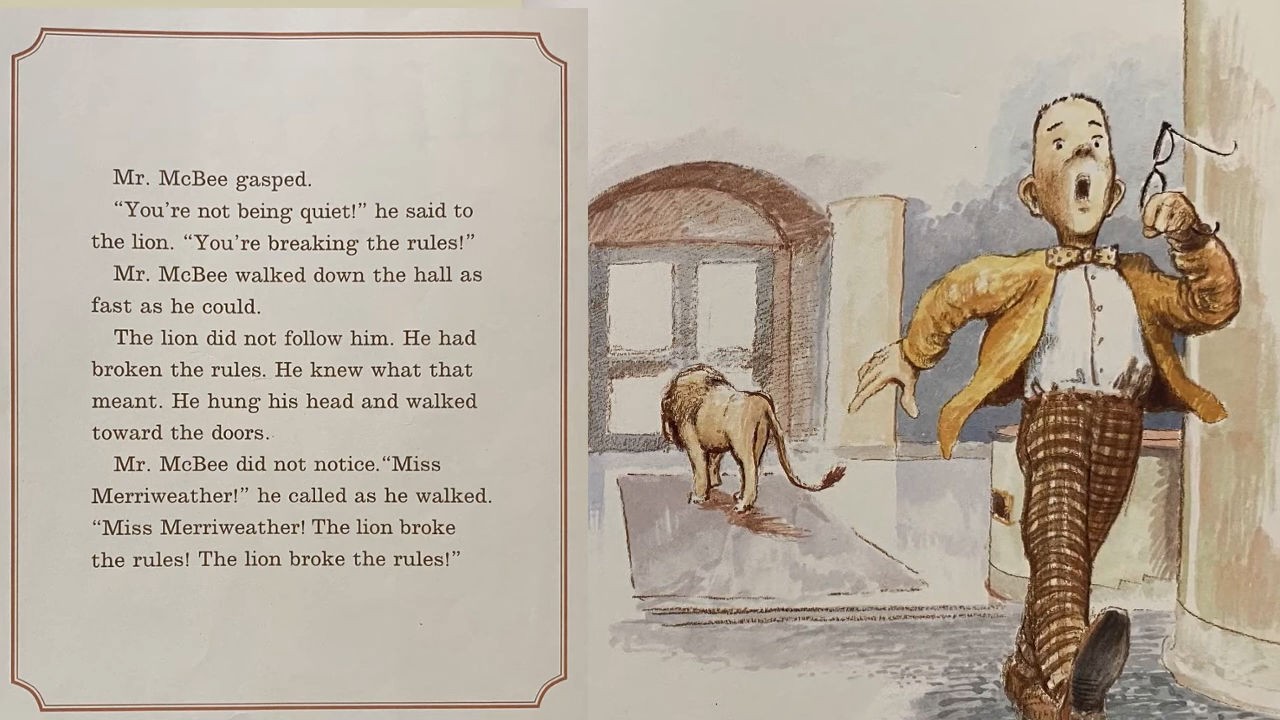 Mr. McBee gasped.
“You’re not being quiet!” he said to
the lion. “You’re breaking the rules!”
Mr. McBee walked down the hall as
fast as he could.
The lion did not follow him. He had
broken the rules. He knew what that
meant. He hung his head and walked
toward the doors.
Mr. McBee did not notice.“Miss
Merriweather!” he called as he walked.
“Miss Merriweather! The lion broke
the rules! The lion broke the rules!”